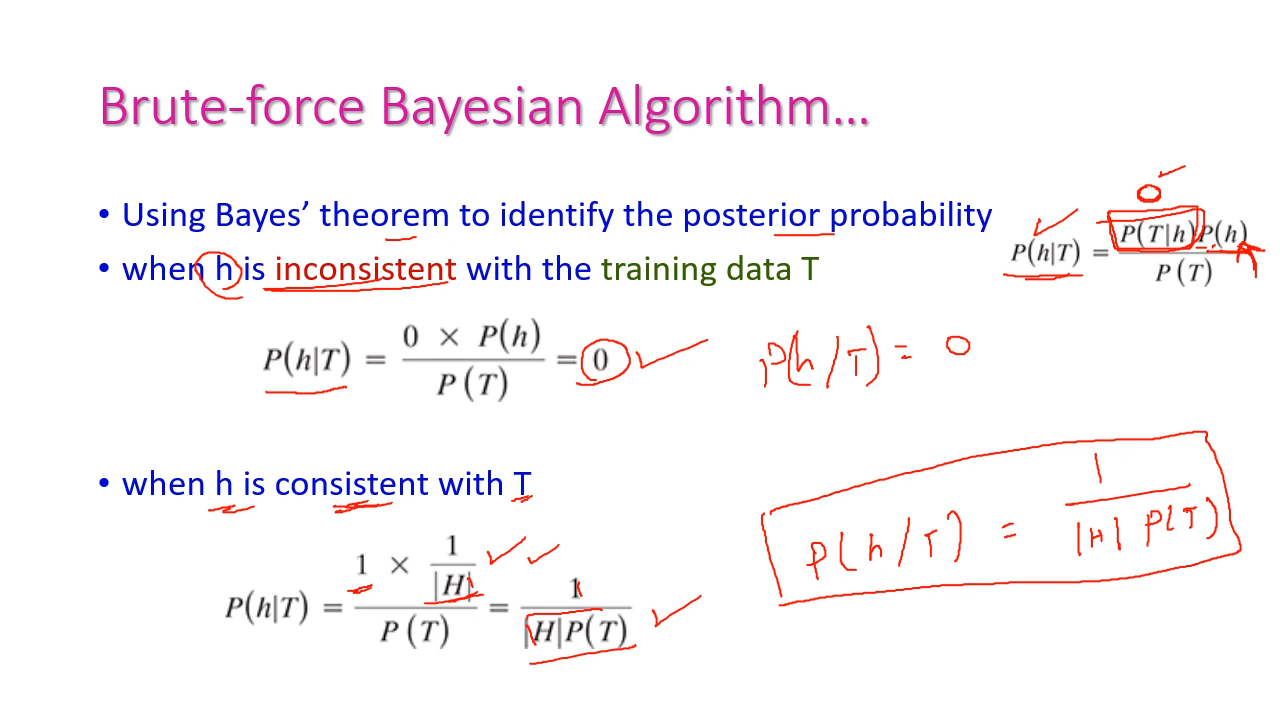 Brute-force Bayesian Algorithm...
• Using Bayes' theorem to identify the posterior probability
0
P(h|T) = P(T|h) P(h) / P(T)
• when h is inconsistent with the training data T
P(h|T) = 0 × P(h) / P(T) = 0
P(h/T) = 0
• when h is consistent with T
P(h|T) = 1 × 1/|H| / P(T) = 1 / |H|P(T)
P(h/T) = 1 / |H| P(T)